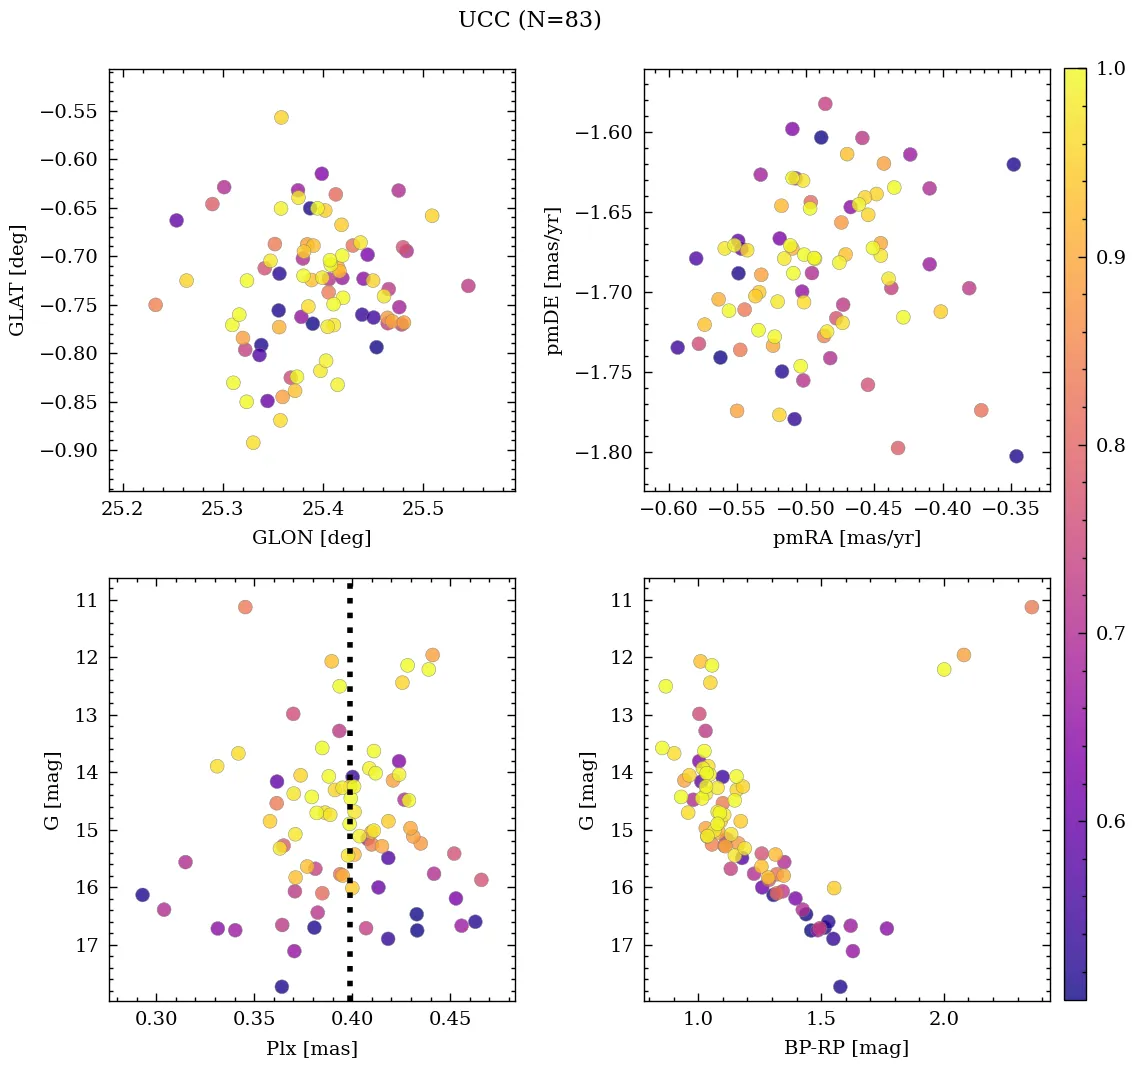 UCC (N=83)
−0.55
−0.60
−0.65
−0.70
−0.75
−0.80
−0.85
−0.90
GLAT [deg]
25.2 25.3 25.4 25.5
GLON [deg]
−1.60
−1.65
−1.70
−1.75
−1.80
pmDE [mas/yr]
−0.60 −0.55 −0.50 −0.45 −0.40 −0.35
pmRA [mas/yr]
1.0
0.9
0.8
0.7
0.6
11
12
13
14
15
16
17
G [mag]
0.30 0.35 0.40 0.45
Plx [mas]
11
12
13
14
15
16
17
G [mag]
1.0 1.5 2.0
BP-RP [mag]